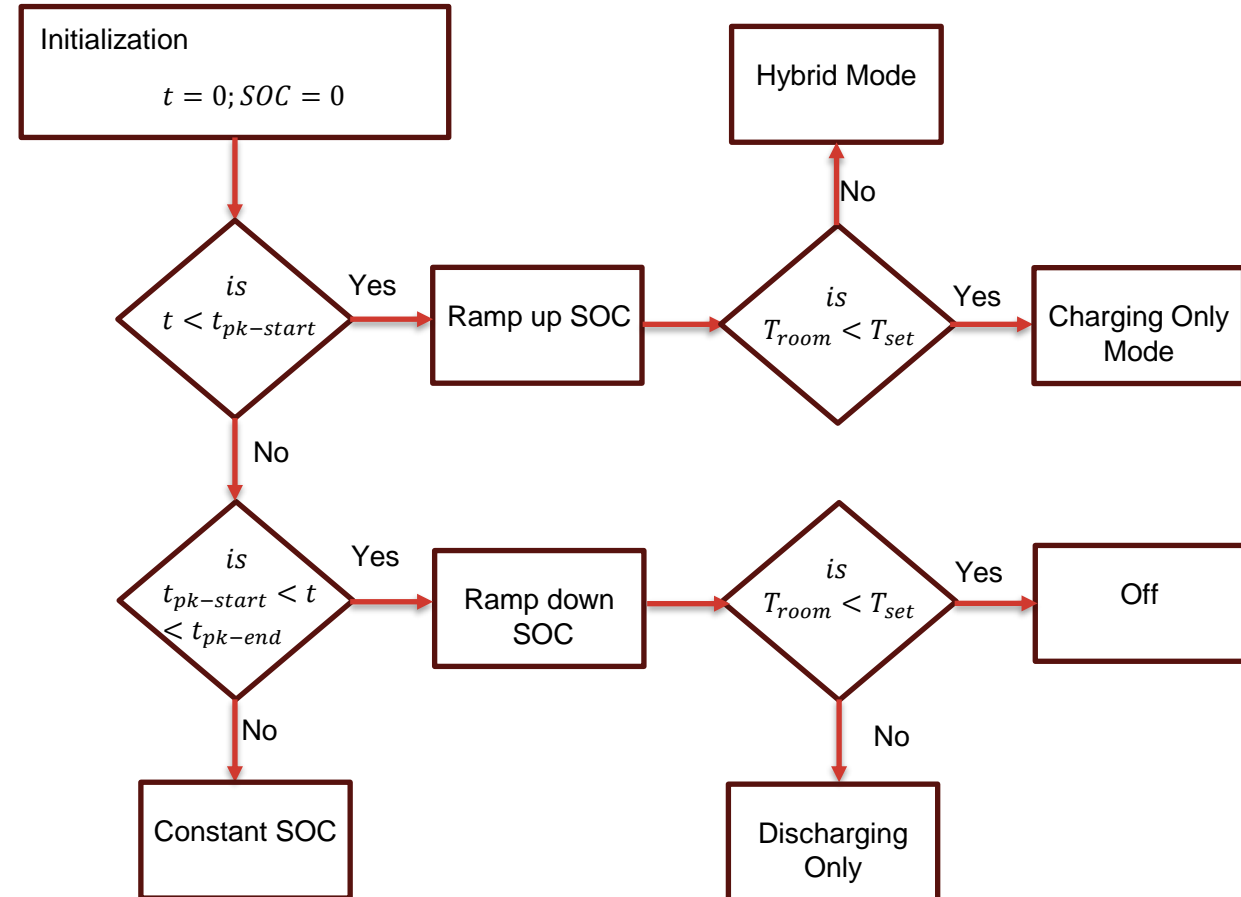 Initialization
𝑡 = 0; 𝑆𝑂𝐶 = 0
Hybrid Mode
No
is
t < t_{pk−start}
Yes
Ramp up SOC
is
T_{room} < T_{set}
Yes
Charging Only
Mode
No
is
t_{pk−start} < t
< t_{pk−end}
Yes
Ramp down
SOC
is
T_{room} < T_{set}
Yes
Off
No
Constant SOC
No
Discharging
Only